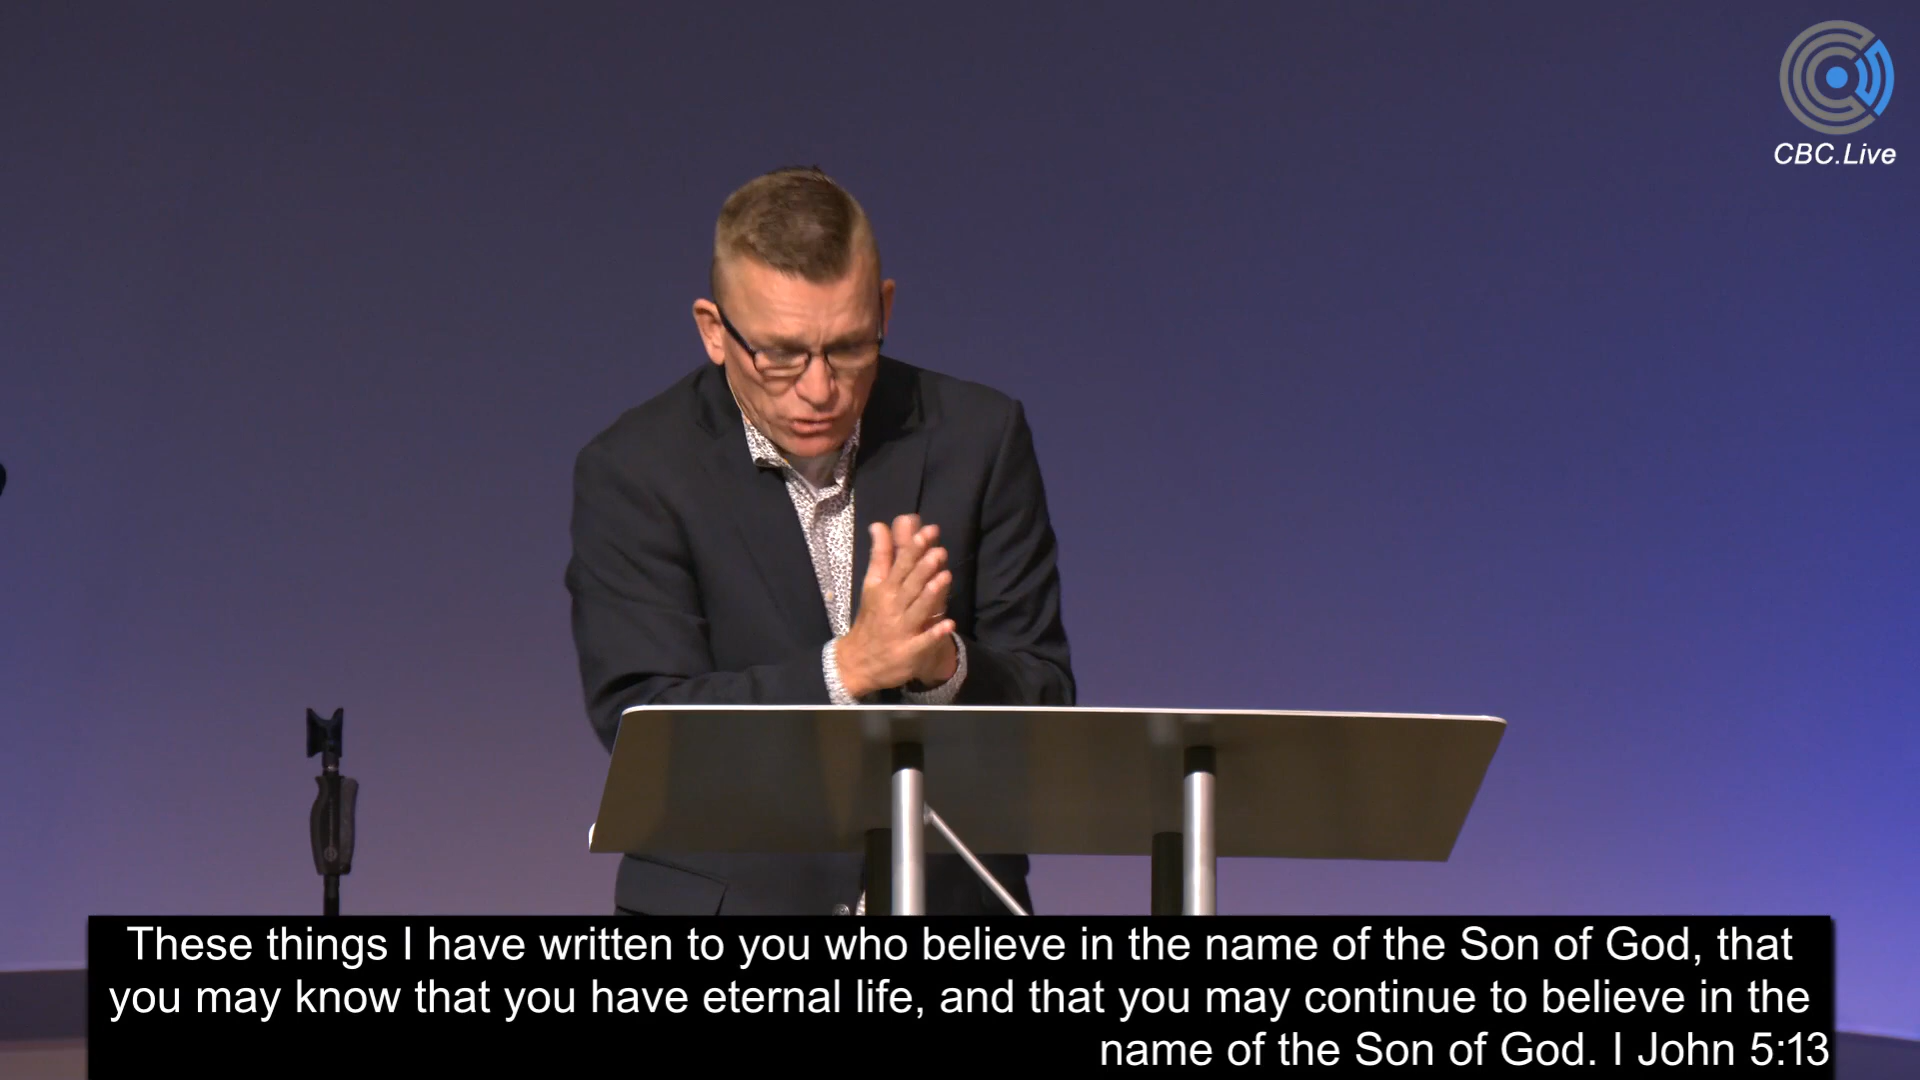 CBC.Live
These things I have written to you who believe in the name of the Son of God, that
you may know that you have eternal life, and that you may continue to believe in the
name of the Son of God. I John 5:13